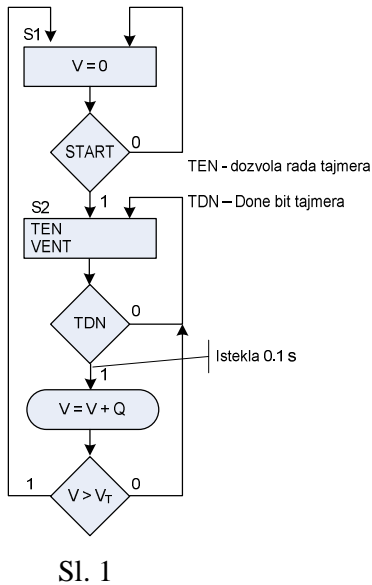 S1
V = 0
START
0
TEN - dozvola rada tajmera
1
TDN – Done bit tajmera
S2
TEN
VENT
TDN
0
Istekla 0.1 s
1
V = V + Q
1
V > VT
0
Sl. 1